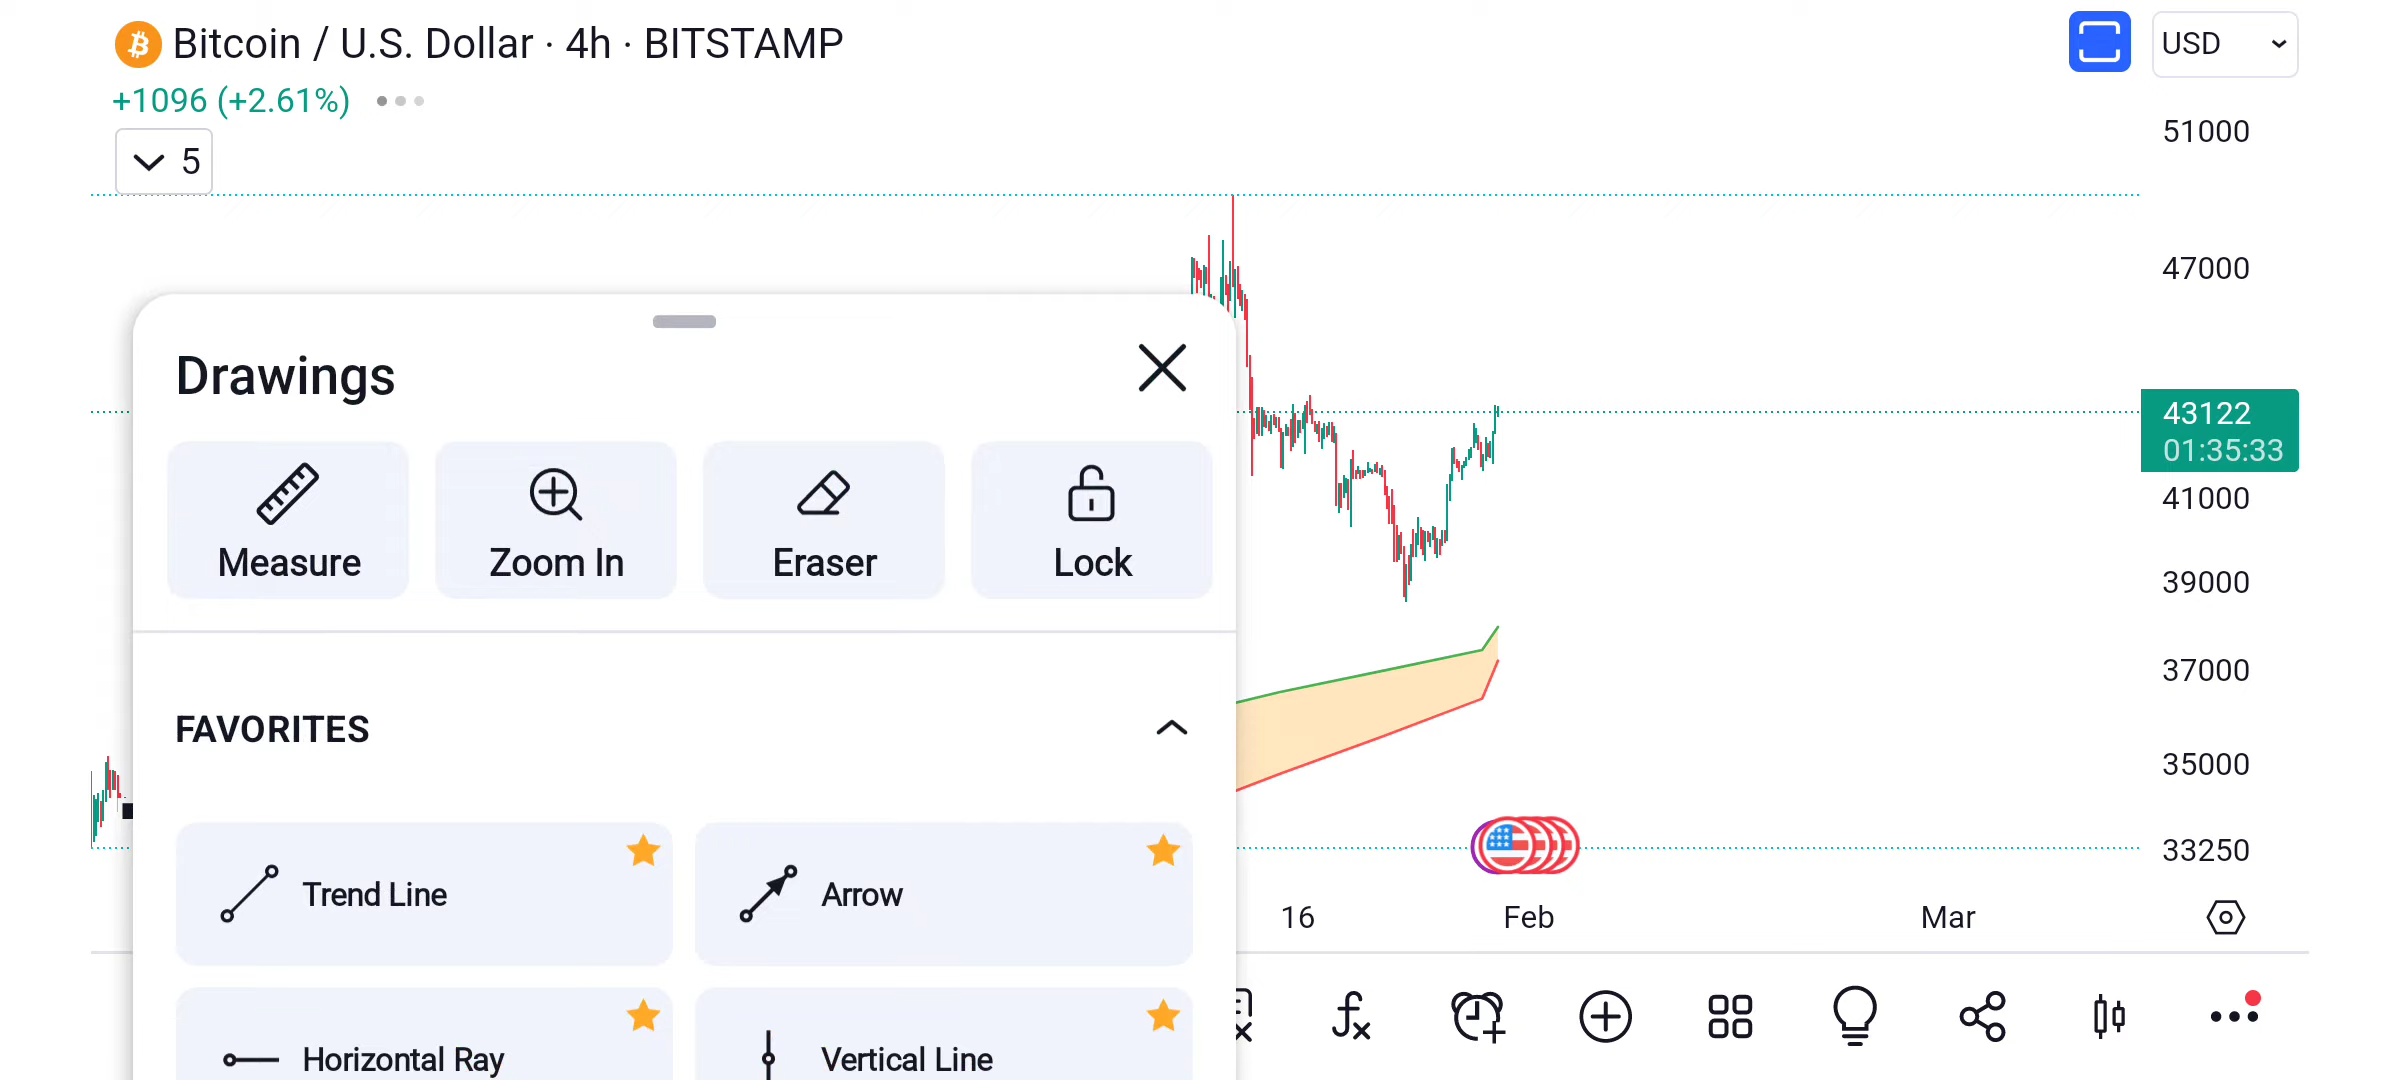 Bitcoin / U.S. Dollar · 4h · BITSTAMP
USD
+1096 (+2.61%)
5
51000
47000
43122
01:35:33
41000
39000
37000
35000
33250
Drawings
Measure
Zoom In
Eraser
Lock
FAVORITES
Trend Line
Arrow
Horizontal Ray
Vertical Line
16
Feb
Mar